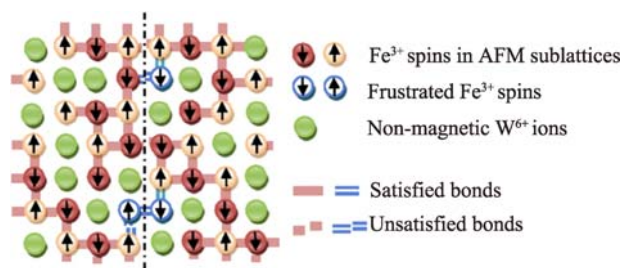 Fe³⁺ spins in AFM sublattices
Frustrated Fe³⁺ spins
Non-magnetic W⁶⁺ ions
Satisfied bonds
Unsatisfied bonds